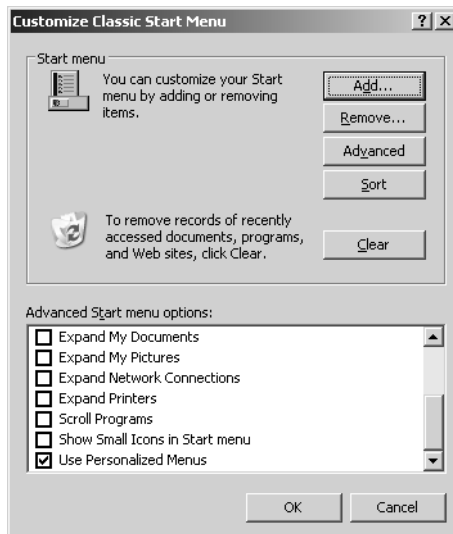 Customize Classic Start Menu
Start menu
You can customize your Start
menu by adding or removing
items.
Add...
Remove...
Advanced
Sort
To remove records of recently
accessed documents, programs,
and Web sites, click Clear.
Clear
Advanced Start menu options:
Expand My Documents
Expand My Pictures
Expand Network Connections
Expand Printers
Scroll Programs
Show Small Icons in Start menu
Use Personalized Menus
OK
Cancel